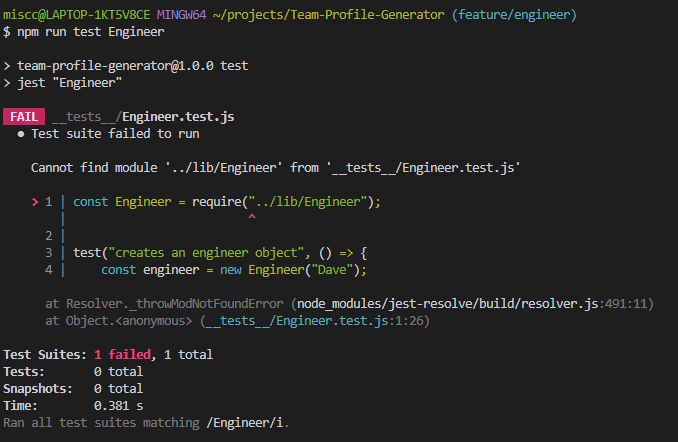 miscc@LAPTOP-1KT5V8CE MINGW64 ~/projects/Team-Profile-Generator (feature/engineer)
$ npm run test Engineer
> team-profile-generator@1.0.0 test
> jest "Engineer"
FAIL __tests__/Engineer.test.js
● Test suite failed to run
Cannot find module '../lib/Engineer' from '__tests__/Engineer.test.js'
> 1 | const Engineer = require("../lib/Engineer");
| ^
2 |
3 | test("creates an engineer object", () => {
4 | const engineer = new Engineer("Dave");
at Resolver._throwModNotFoundError (node_modules/jest-resolve/build/resolver.js:491:11)
at Object.<anonymous> (__tests__/Engineer.test.js:1:26)
Test Suites: 1 failed, 1 total
Tests: 0 total
Snapshots: 0 total
Time: 0.381 s
Ran all test suites matching /Engineer/i.